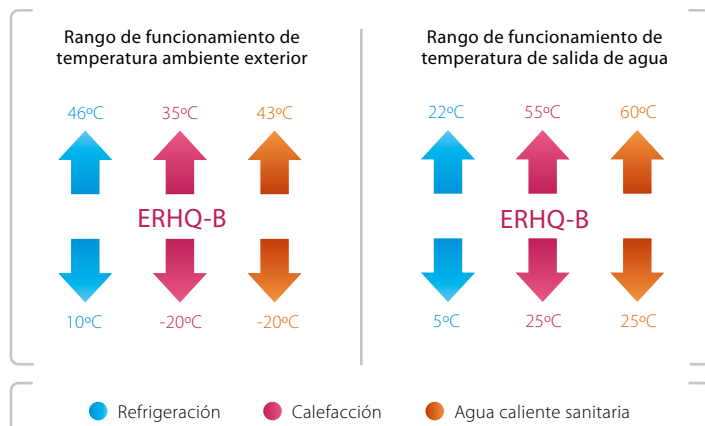 Rango de funcionamiento de
temperatura ambiente exterior
46ºC 35ºC 43ºC
ERHQ-B
10ºC -20ºC -20ºC
Rango de funcionamiento de
temperatura de salida de agua
22ºC 55ºC 60ºC
ERHQ-B
5ºC 25ºC 25ºC
Refrigeración Calefacción Agua caliente sanitaria